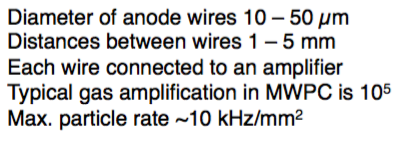 Diameter of anode wires 10 – 50 μm
Distances between wires 1 – 5 mm
Each wire connected to an amplifier
Typical gas amplification in MWPC is 10⁵
Max. particle rate ~10 kHz/mm²